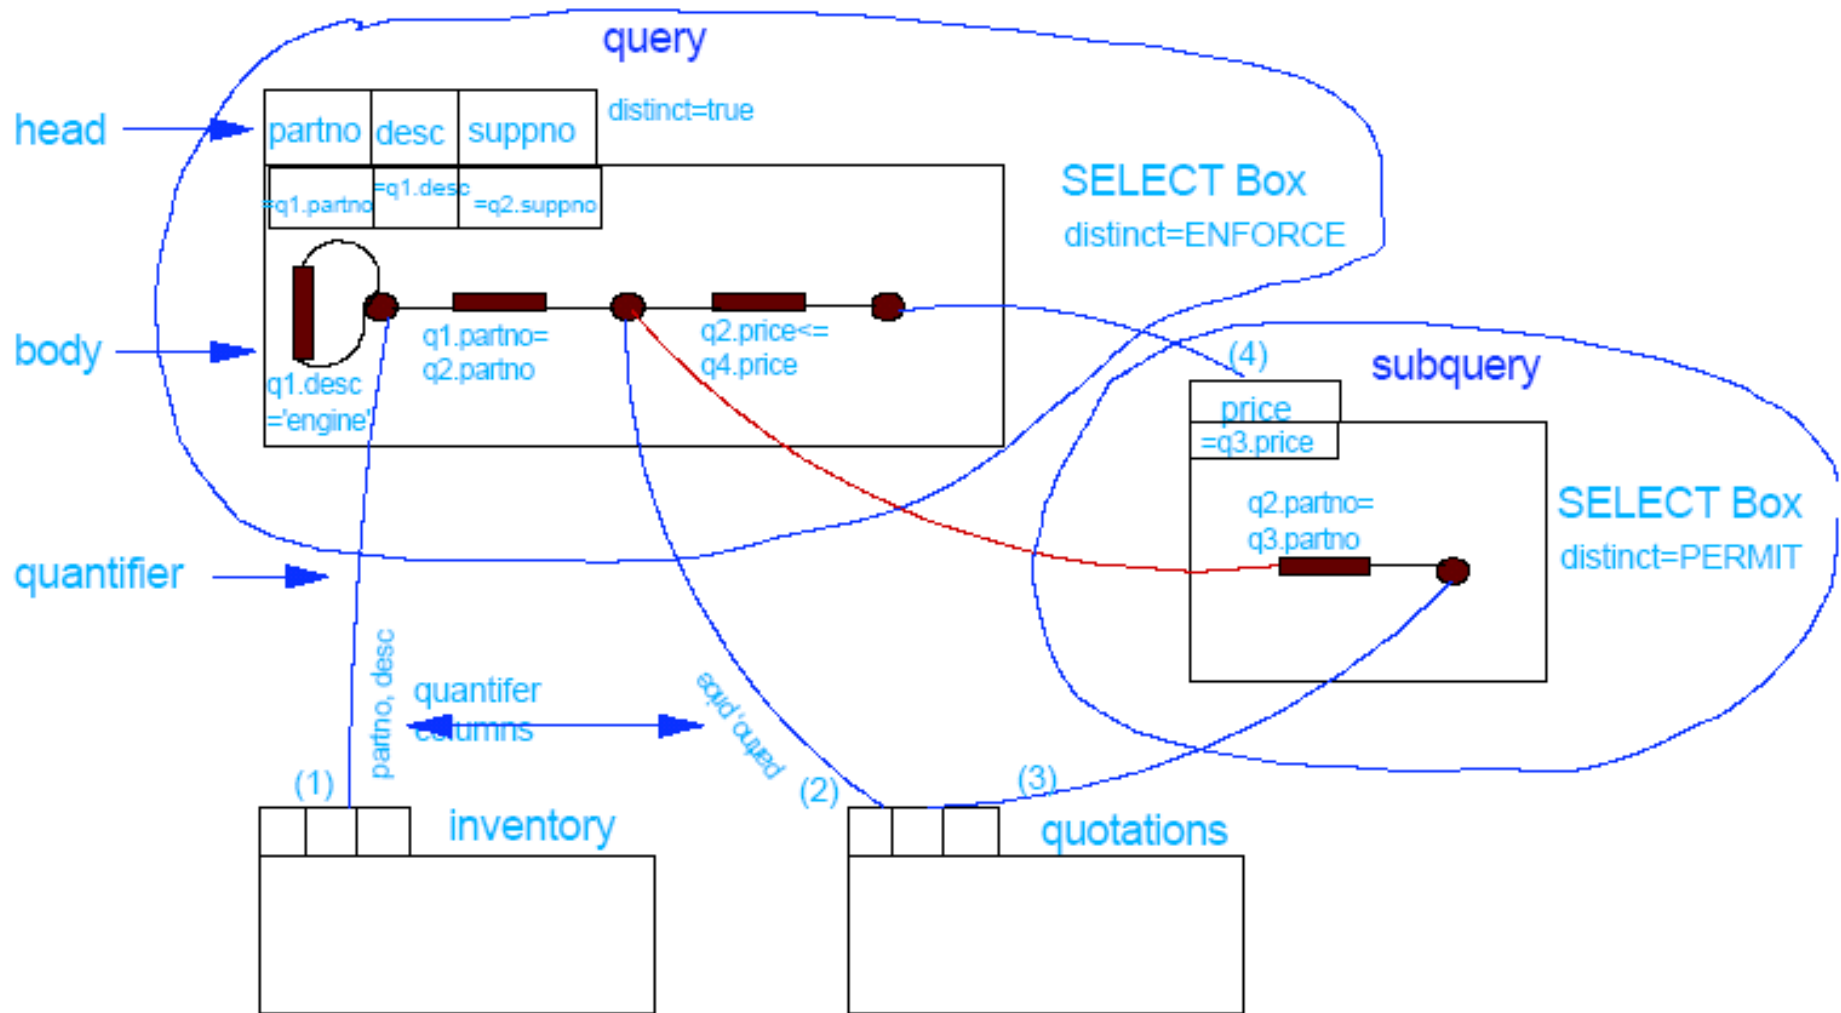 query
head
partno
desc
suppno
distinct=true
=q1.partno
=q1.desc
=q2.suppno
SELECT Box
distinct=ENFORCE
body
q1.partno=
q2.partno
q2.price<=
q4.price
q1.desc
='engine'
(4)
subquery
price
=q3.price
q2.partno=
q3.partno
SELECT Box
distinct=PERMIT
quantifier
partno, desc
quantifer
columns
partno, price
(1)
(2)
(3)
inventory
quotations